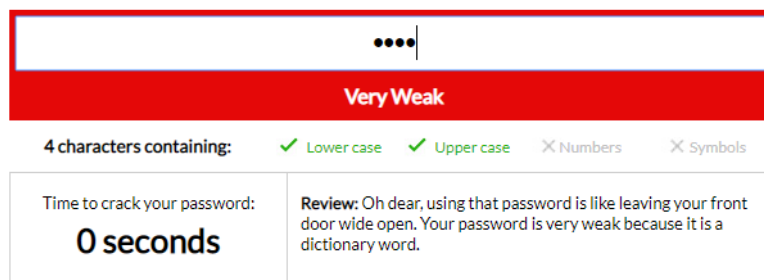 ••••
Very Weak
4 characters containing: Lower case Upper case Numbers Symbols
Time to crack your password:
0 seconds
Review: Oh dear, using that password is like leaving your front
door wide open. Your password is very weak because it is a
dictionary word.